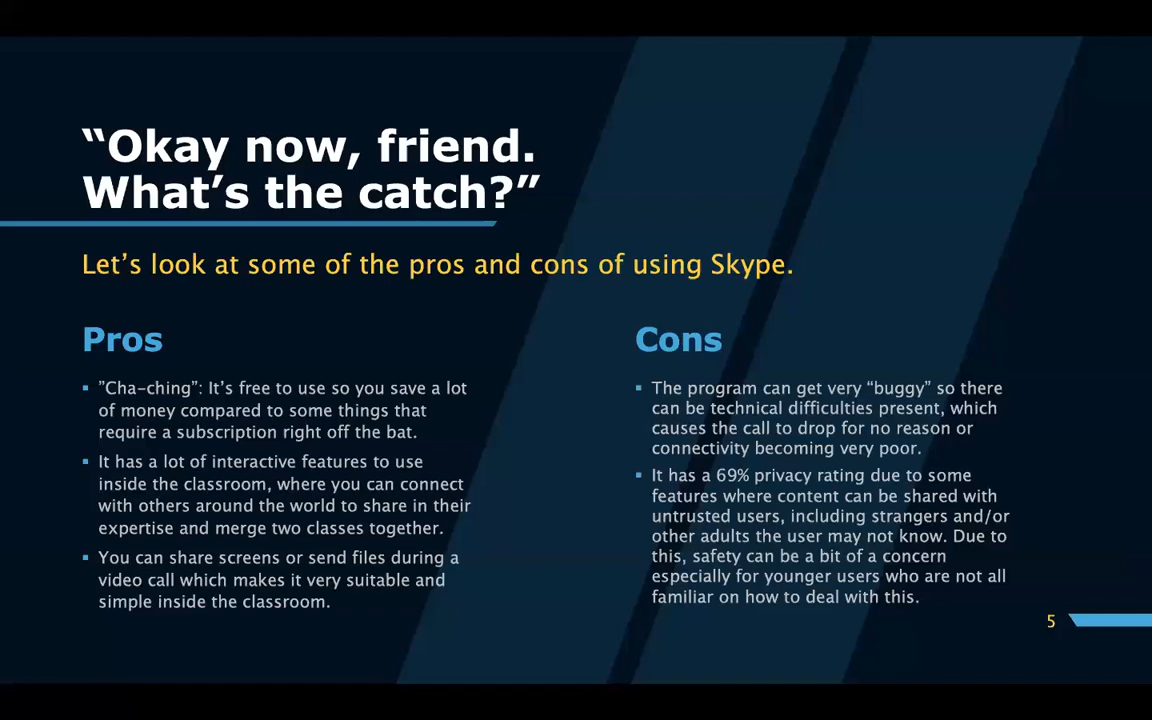 “Okay now, friend.
What’s the catch?”
Let’s look at some of the pros and cons of using Skype.
Pros
▪ ”Cha-ching”: It’s free to use so you save a lot
of money compared to some things that
require a subscription right off the bat.
▪ It has a lot of interactive features to use
inside the classroom, where you can connect
with others around the world to share in their
expertise and merge two classes together.
▪ You can share screens or send files during a
video call which makes it very suitable and
simple inside the classroom.
Cons
▪ The program can get very “buggy” so there
can be technical difficulties present, which
causes the call to drop for no reason or
connectivity becoming very poor.
▪ It has a 69% privacy rating due to some
features where content can be shared with
untrusted users, including strangers and/or
other adults the user may not know. Due to
this, safety can be a bit of a concern
especially for younger users who are not all
familiar on how to deal with this.
5